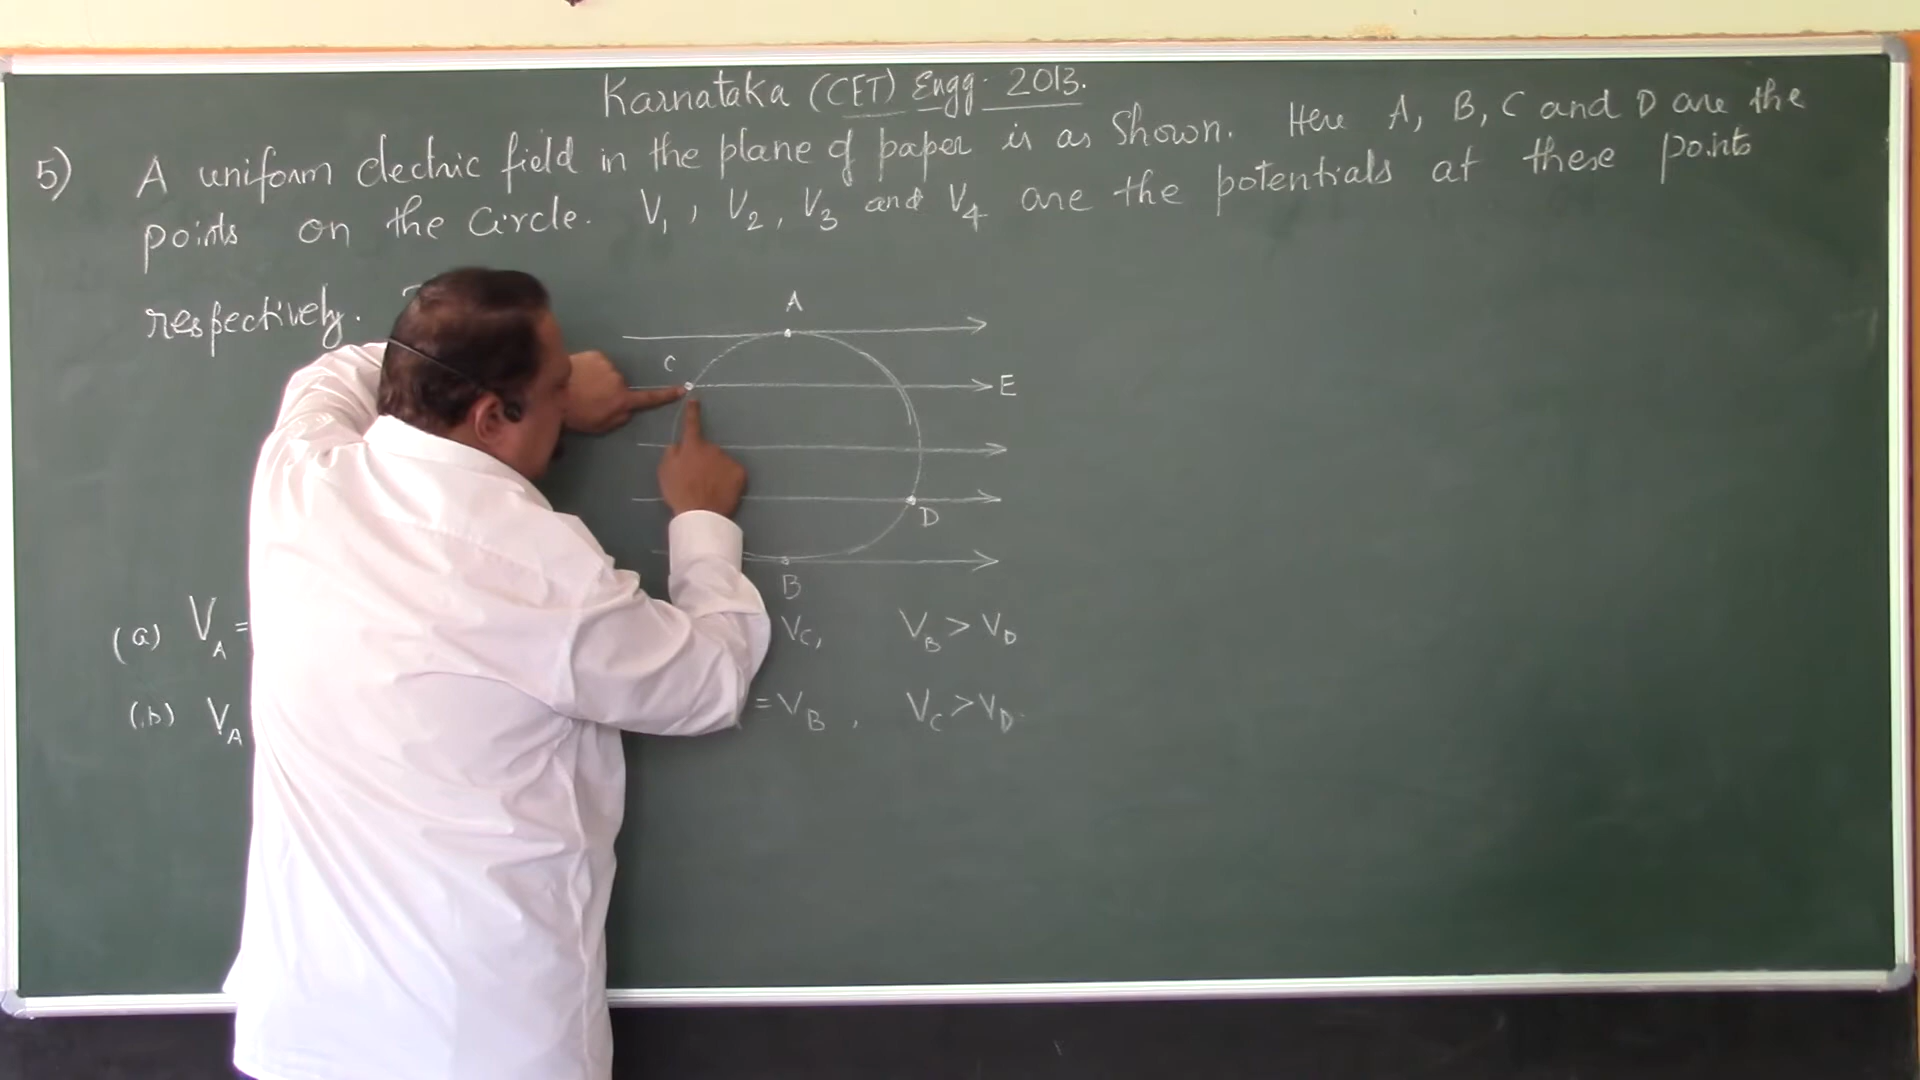 Karnataka (CET) Engg. 2013.
5) A uniform electric field in the plane of paper is as shown. Here A, B, C and D are the
points on the circle. V₁, V₂, V₃ and V₄ are the potentials at these points
respectively.
A
C
E
D
B
(a) V_A = V_C, V_B > V_D
(b) V_A = V_B, V_C > V_D.